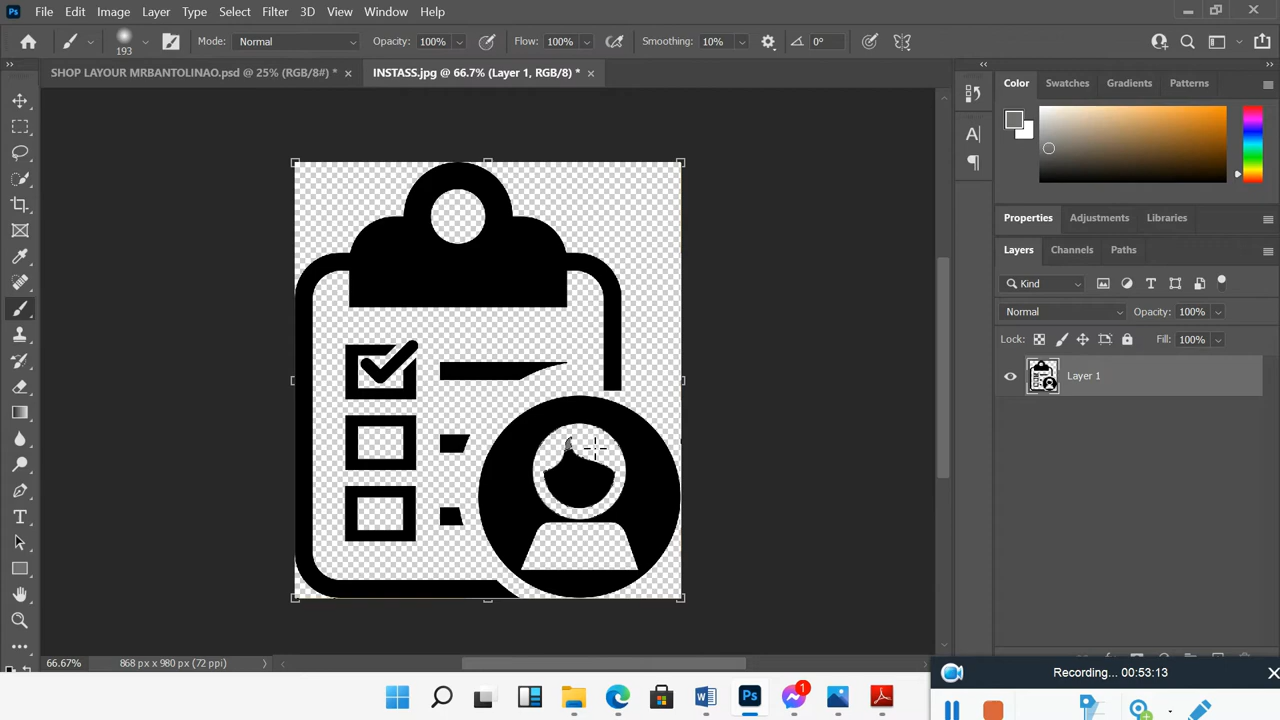 Ps File Edit Image Layer Type Select Filter 3D View Window Help
193 Mode: Normal Opacity: 100% Flow: 100% Smoothing: 10% 0°
SHOP LAYOUR MRBANTOLINAO.psd @ 25% (RGB/8#) * × INSTASS.jpg @ 66.7% (Layer 1, RGB/8) * ×
Color Swatches Gradients Patterns
Properties Adjustments Libraries
Layers Channels Paths
Kind
Normal Opacity: 100%
Lock: Fill: 100%
Layer 1
66.67% 868 px x 980 px (72 ppi)
Recording... 00:53:13
1
Ps